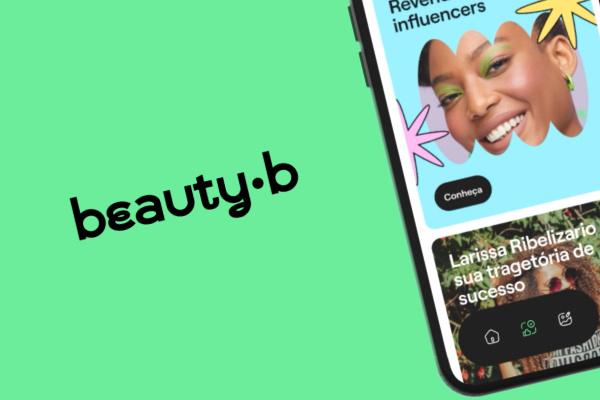 beauty·b
influencers
Conheça
Larissa Ribelizario
sua tragetória de
sucesso